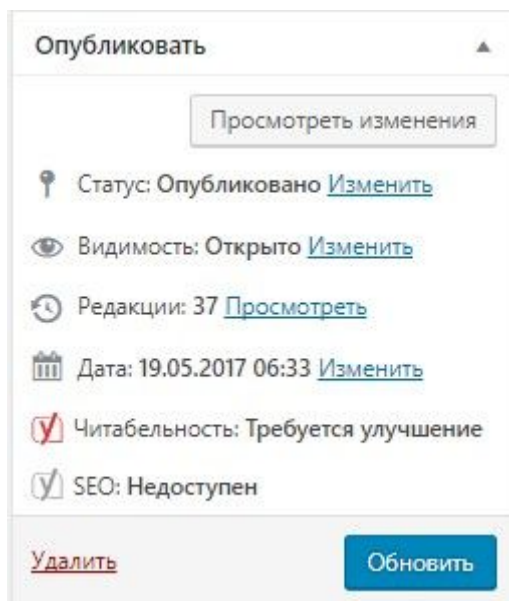 Опубликовать
Просмотреть изменения
Статус: Опубликовано Изменить
Видимость: Открыто Изменить
Редакции: 37 Просмотреть
Дата: 19.05.2017 06:33 Изменить
Читабельность: Требуется улучшение
SEO: Недоступен
Удалить Обновить